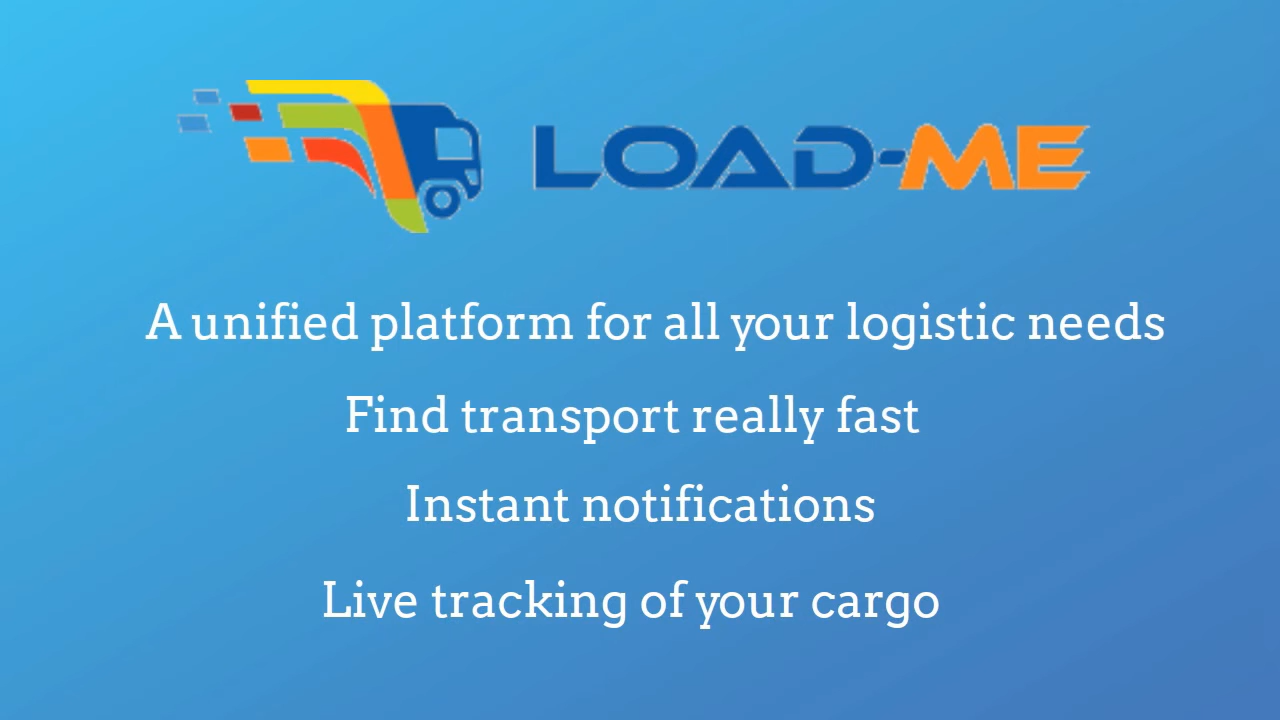 LOAD-ME
A unified platform for all your logistic needs
Find transport really fast
Instant notifications
Live tracking of your cargo